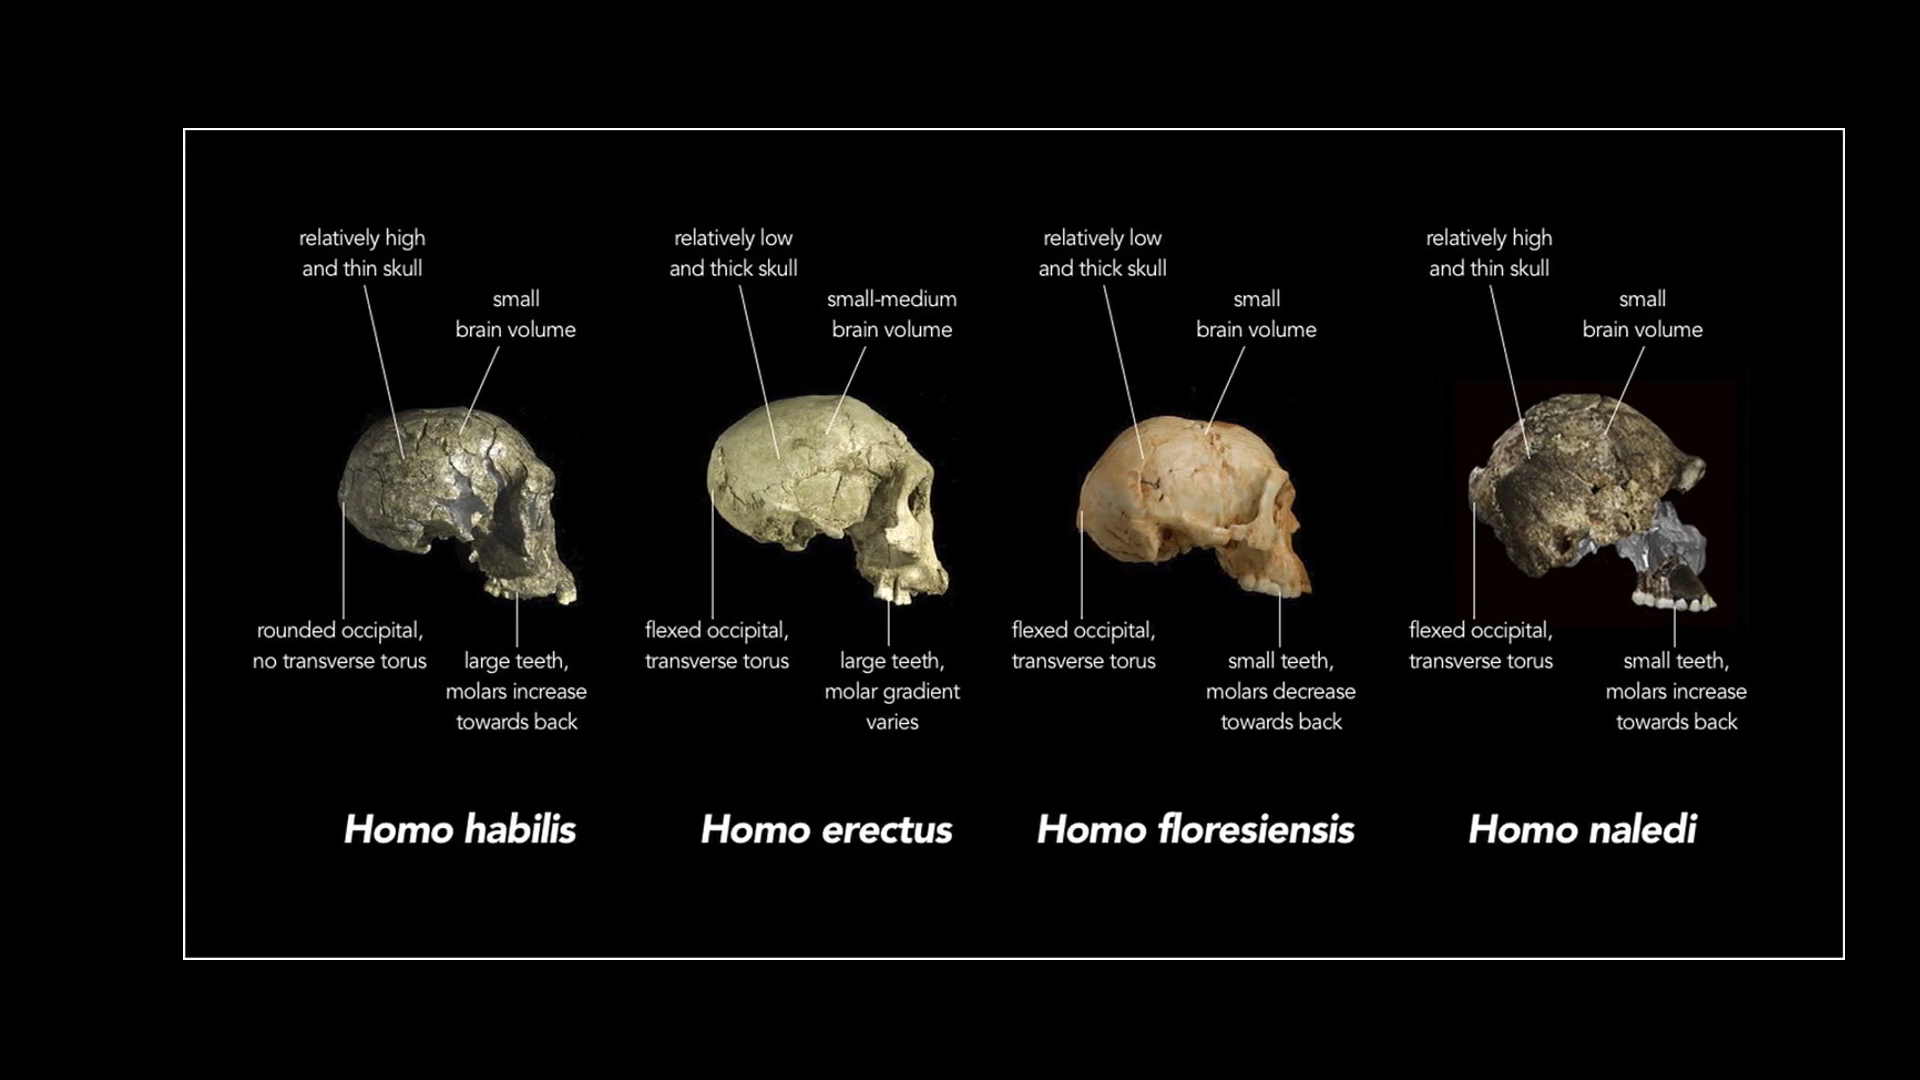 relatively high
and thin skull
small
brain volume
rounded occipital,
no transverse torus
large teeth,
molars increase
towards back
Homo habilis
relatively low
and thick skull
small-medium
brain volume
flexed occipital,
transverse torus
large teeth,
molar gradient
varies
Homo erectus
relatively low
and thick skull
small
brain volume
flexed occipital,
transverse torus
small teeth,
molars decrease
towards back
Homo floresiensis
relatively high
and thin skull
small
brain volume
flexed occipital,
transverse torus
small teeth,
molars increase
towards back
Homo naledi